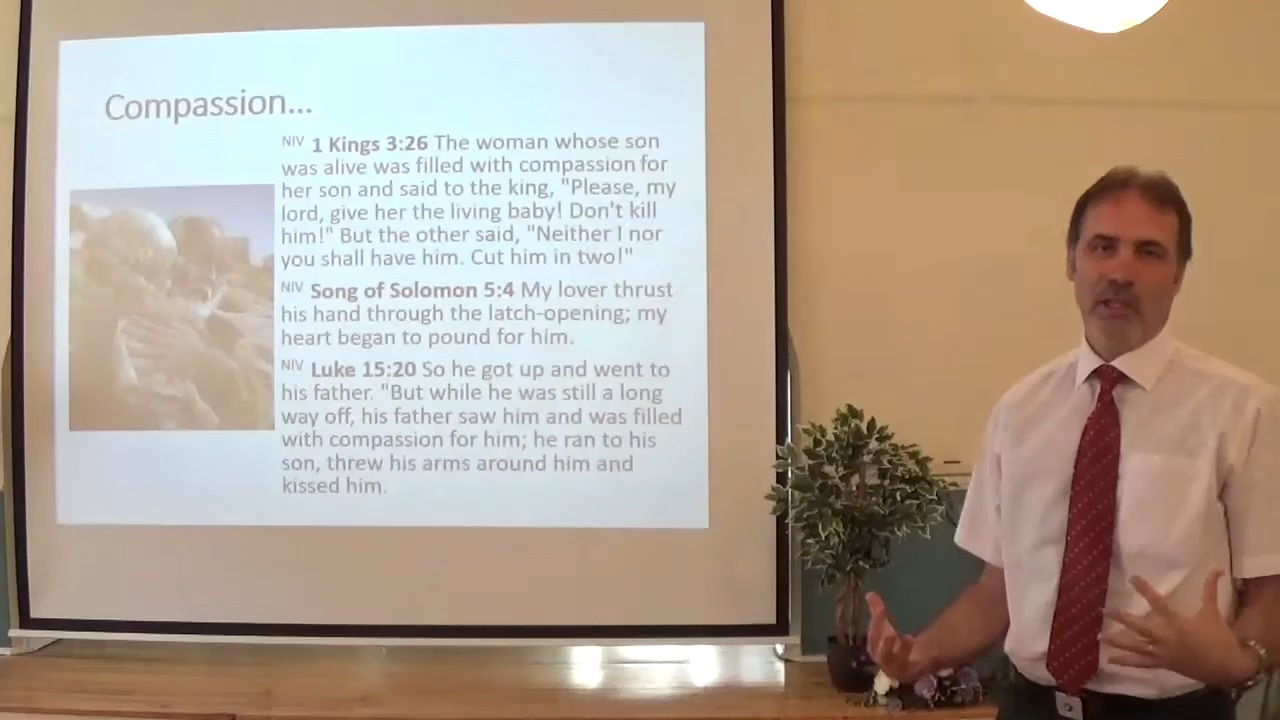 Compassion...
NIV 1 Kings 3:26 The woman whose son
was alive was filled with compassion for
her son and said to the king, "Please, my
lord, give her the living baby! Don't kill
him!" But the other said, "Neither I nor
you shall have him. Cut him in two!"
NIV Song of Solomon 5:4 My lover thrust
his hand through the latch-opening; my
heart began to pound for him.
NIV Luke 15:20 So he got up and went to
his father. "But while he was still a long
way off, his father saw him and was filled
with compassion for him; he ran to his
son, threw his arms around him and
kissed him.